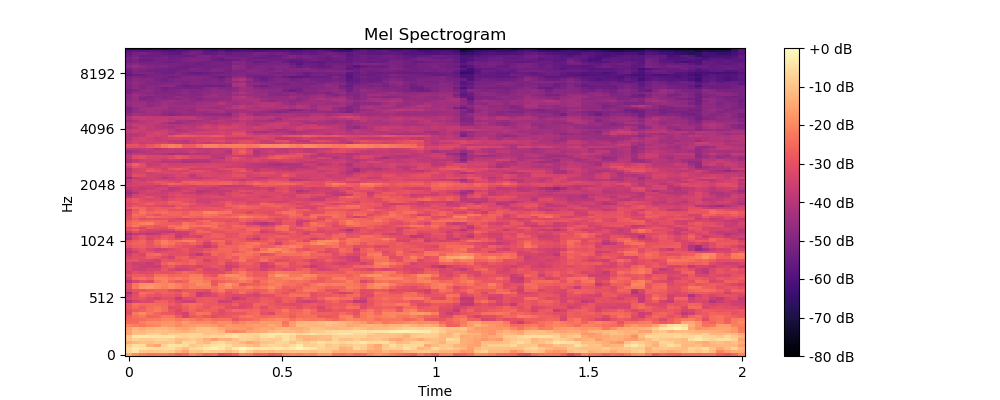 Mel Spectrogram
8192
4096
2048
1024
512
0
Hz
0
0.5
1
1.5
2
Time
+0 dB
-10 dB
-20 dB
-30 dB
-40 dB
-50 dB
-60 dB
-70 dB
-80 dB